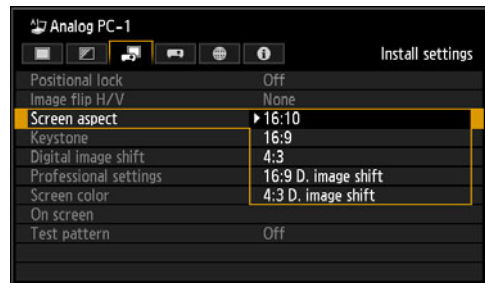 Analog PC-1
Install settings
Positional lock Off
Image flip H/V None
Screen aspect 16:10
Keystone 16:9
Digital image shift 4:3
Professional settings 16:9 D. image shift
Screen color 4:3 D. image shift
On screen
Test pattern Off